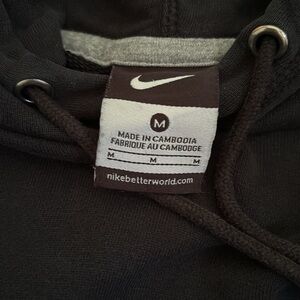 M
MADE IN CAMBODIA
FABRIQUE AU CAMBODGE
M M M
nikebetterworld.com